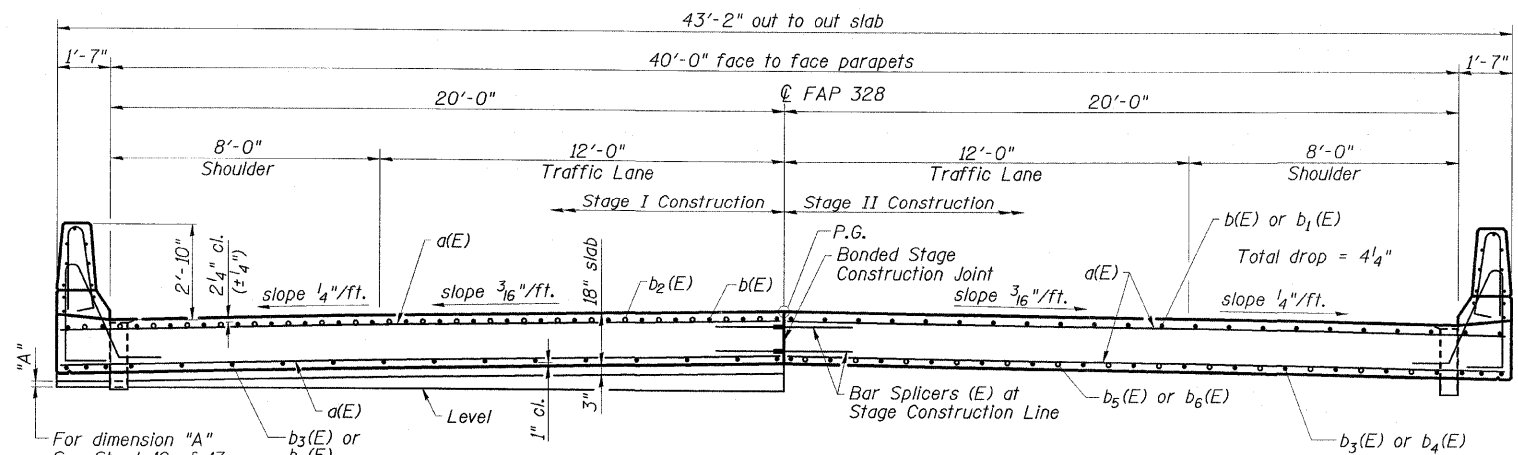 43'-2" out to out slab
1'-7"
40'-0" face to face parapets
1'-7"
20'-0"
℄ FAP 328
20'-0"
8'-0"
Shoulder
12'-0"
Traffic Lane
12'-0"
Traffic Lane
8'-0"
Shoulder
Stage I Construction
Stage II Construction
2'-10"
2 1/4" cl.
(± 1/4")
a(E)
18" slab
P.G.
Bonded Stage
Construction Joint
b(E) or b1(E)
Total drop = 4 1/4"
slope 1/4"/ft.
slope 3/16"/ft.
b2(E)
b(E)
a(E)
slope 3/16"/ft.
slope 1/4"/ft.
"A"
a(E)
Level
1" cl.
3"
Bar Splicers (E) at
Stage Construction Line
b5(E) or b6(E)
b3(E) or b4(E)
For dimension "A"
b3(E) or